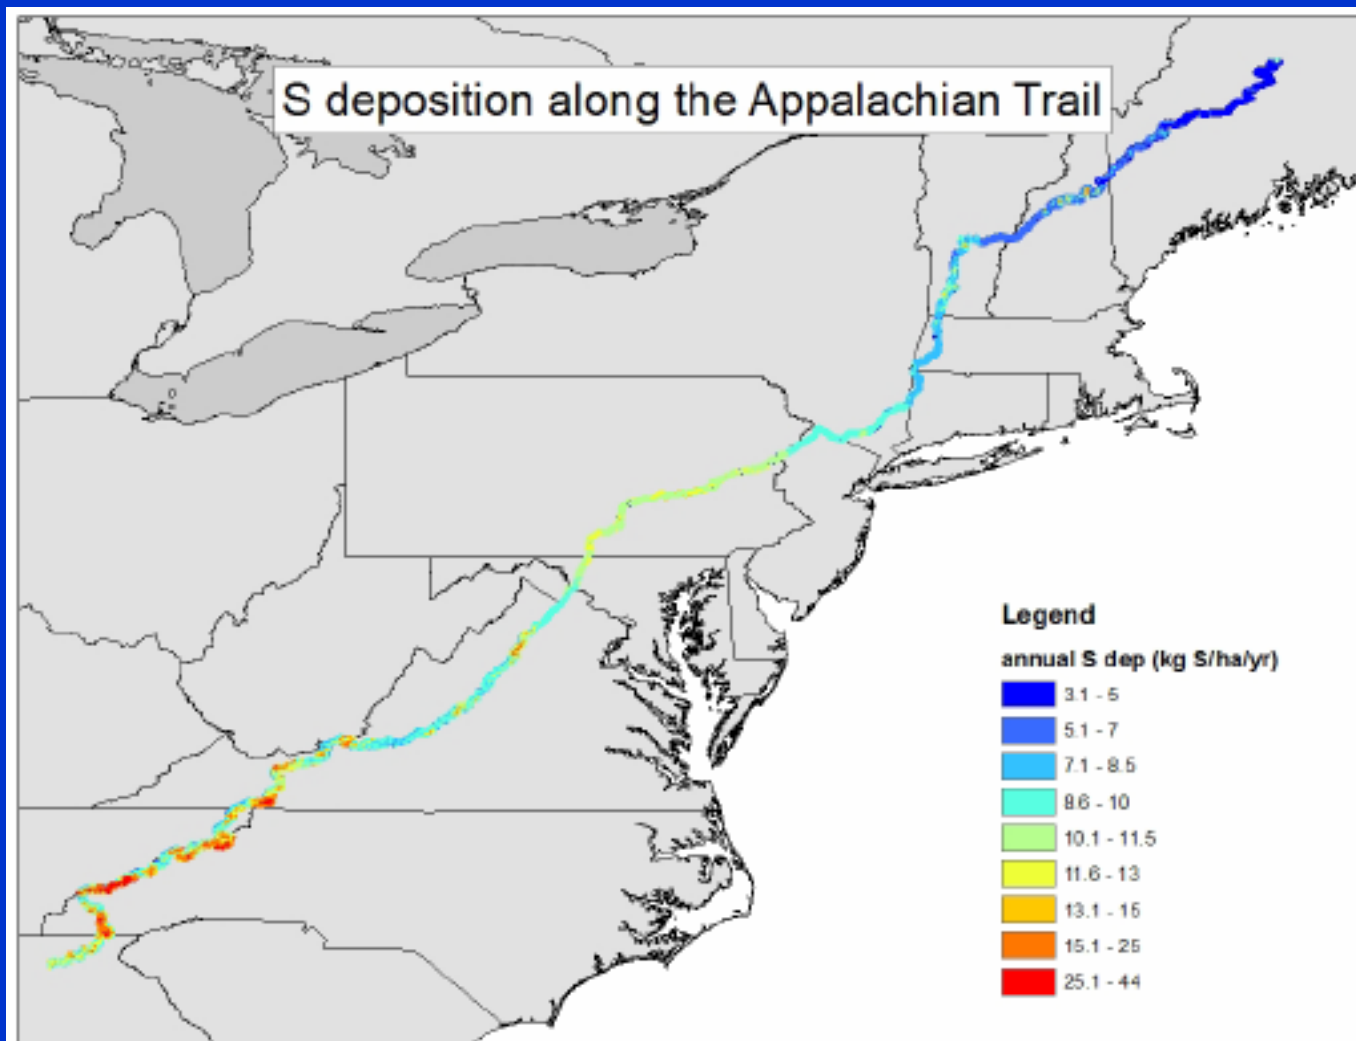 S deposition along the Appalachian Trail
Legend
annual S dep (kg S/ha/yr)
3.1 - 5
5.1 - 7
7.1 - 8.5
8.6 - 10
10.1 - 11.5
11.6 - 13
13.1 - 15
15.1 - 25
25.1 - 44